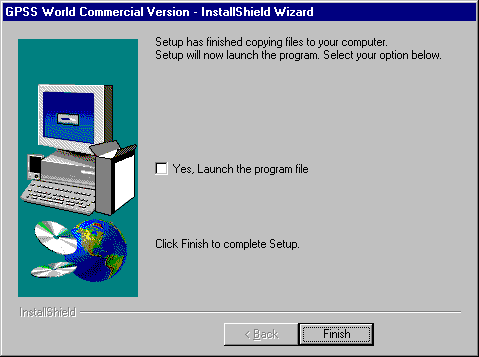 GPSS World Commercial Version - InstallShield Wizard
Setup has finished copying files to your computer.
Setup will now launch the program. Select your option below.
Yes, Launch the program file
Click Finish to complete Setup.
InstallShield
< Back
Finish